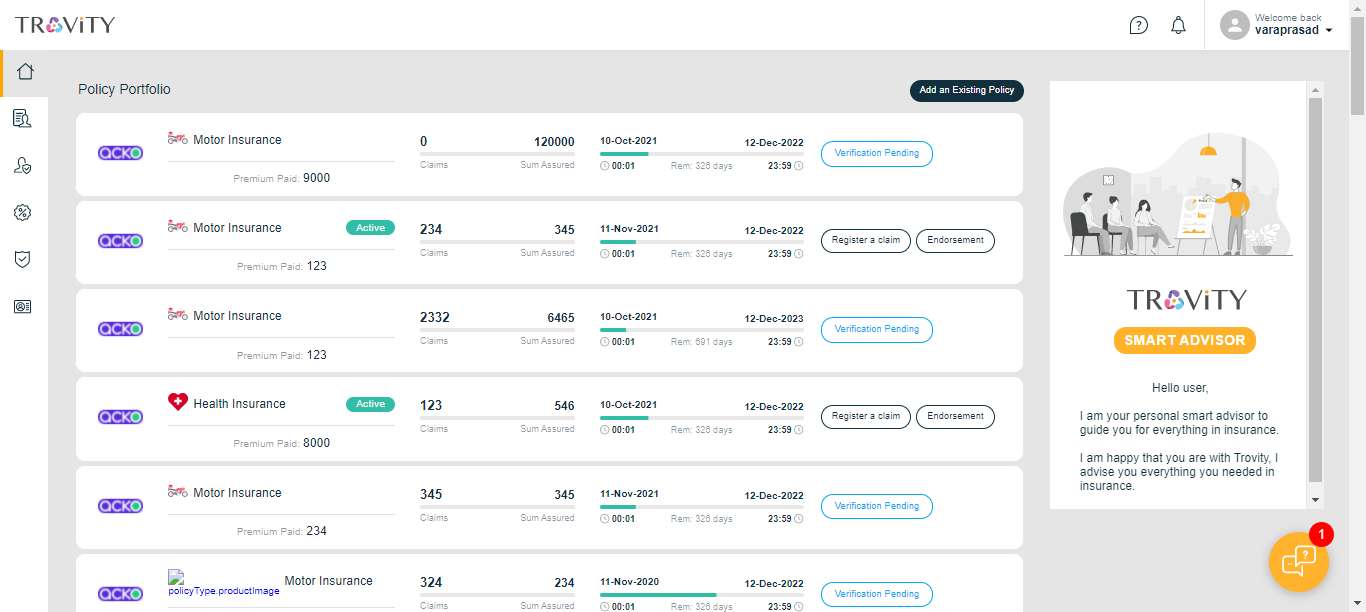 TROViTY
?
Welcome back
varaprasad
Policy Portfolio
Add an Existing Policy
ACKO
Motor Insurance
Premium Paid: 9000
0 120000
Claims Sum Assured
10-Oct-2021 12-Dec-2022
00:01 Rem: 326 days 23:59
Verification Pending
ACKO
Motor Insurance Active
Premium Paid: 123
234 345
Claims Sum Assured
11-Nov-2021 12-Dec-2022
00:01 Rem: 326 days 23:59
Register a claim Endorsement
ACKO
Motor Insurance
Premium Paid: 123
2332 6465
Claims Sum Assured
10-Oct-2021 12-Dec-2023
00:01 Rem: 691 days 23:59
Verification Pending
ACKO
Health Insurance Active
Premium Paid: 8000
123 546
Claims Sum Assured
10-Oct-2021 12-Dec-2022
00:01 Rem: 326 days 23:59
Register a claim Endorsement
ACKO
Motor Insurance
Premium Paid: 234
345 345
Claims Sum Assured
11-Nov-2021 12-Dec-2022
00:01 Rem: 326 days 23:59
Verification Pending
ACKO
policyType.productImage Motor Insurance
324 234
Claims Sum Assured
11-Nov-2020 12-Dec-2022
00:01 Rem: 326 days 23:59
Verification Pending
TROViTY
SMART ADVISOR
Hello user,
I am your personal smart advisor to
guide you for everything in insurance.
I am happy that you are with Trovity, I
advise you everything you needed in
insurance.
?
1